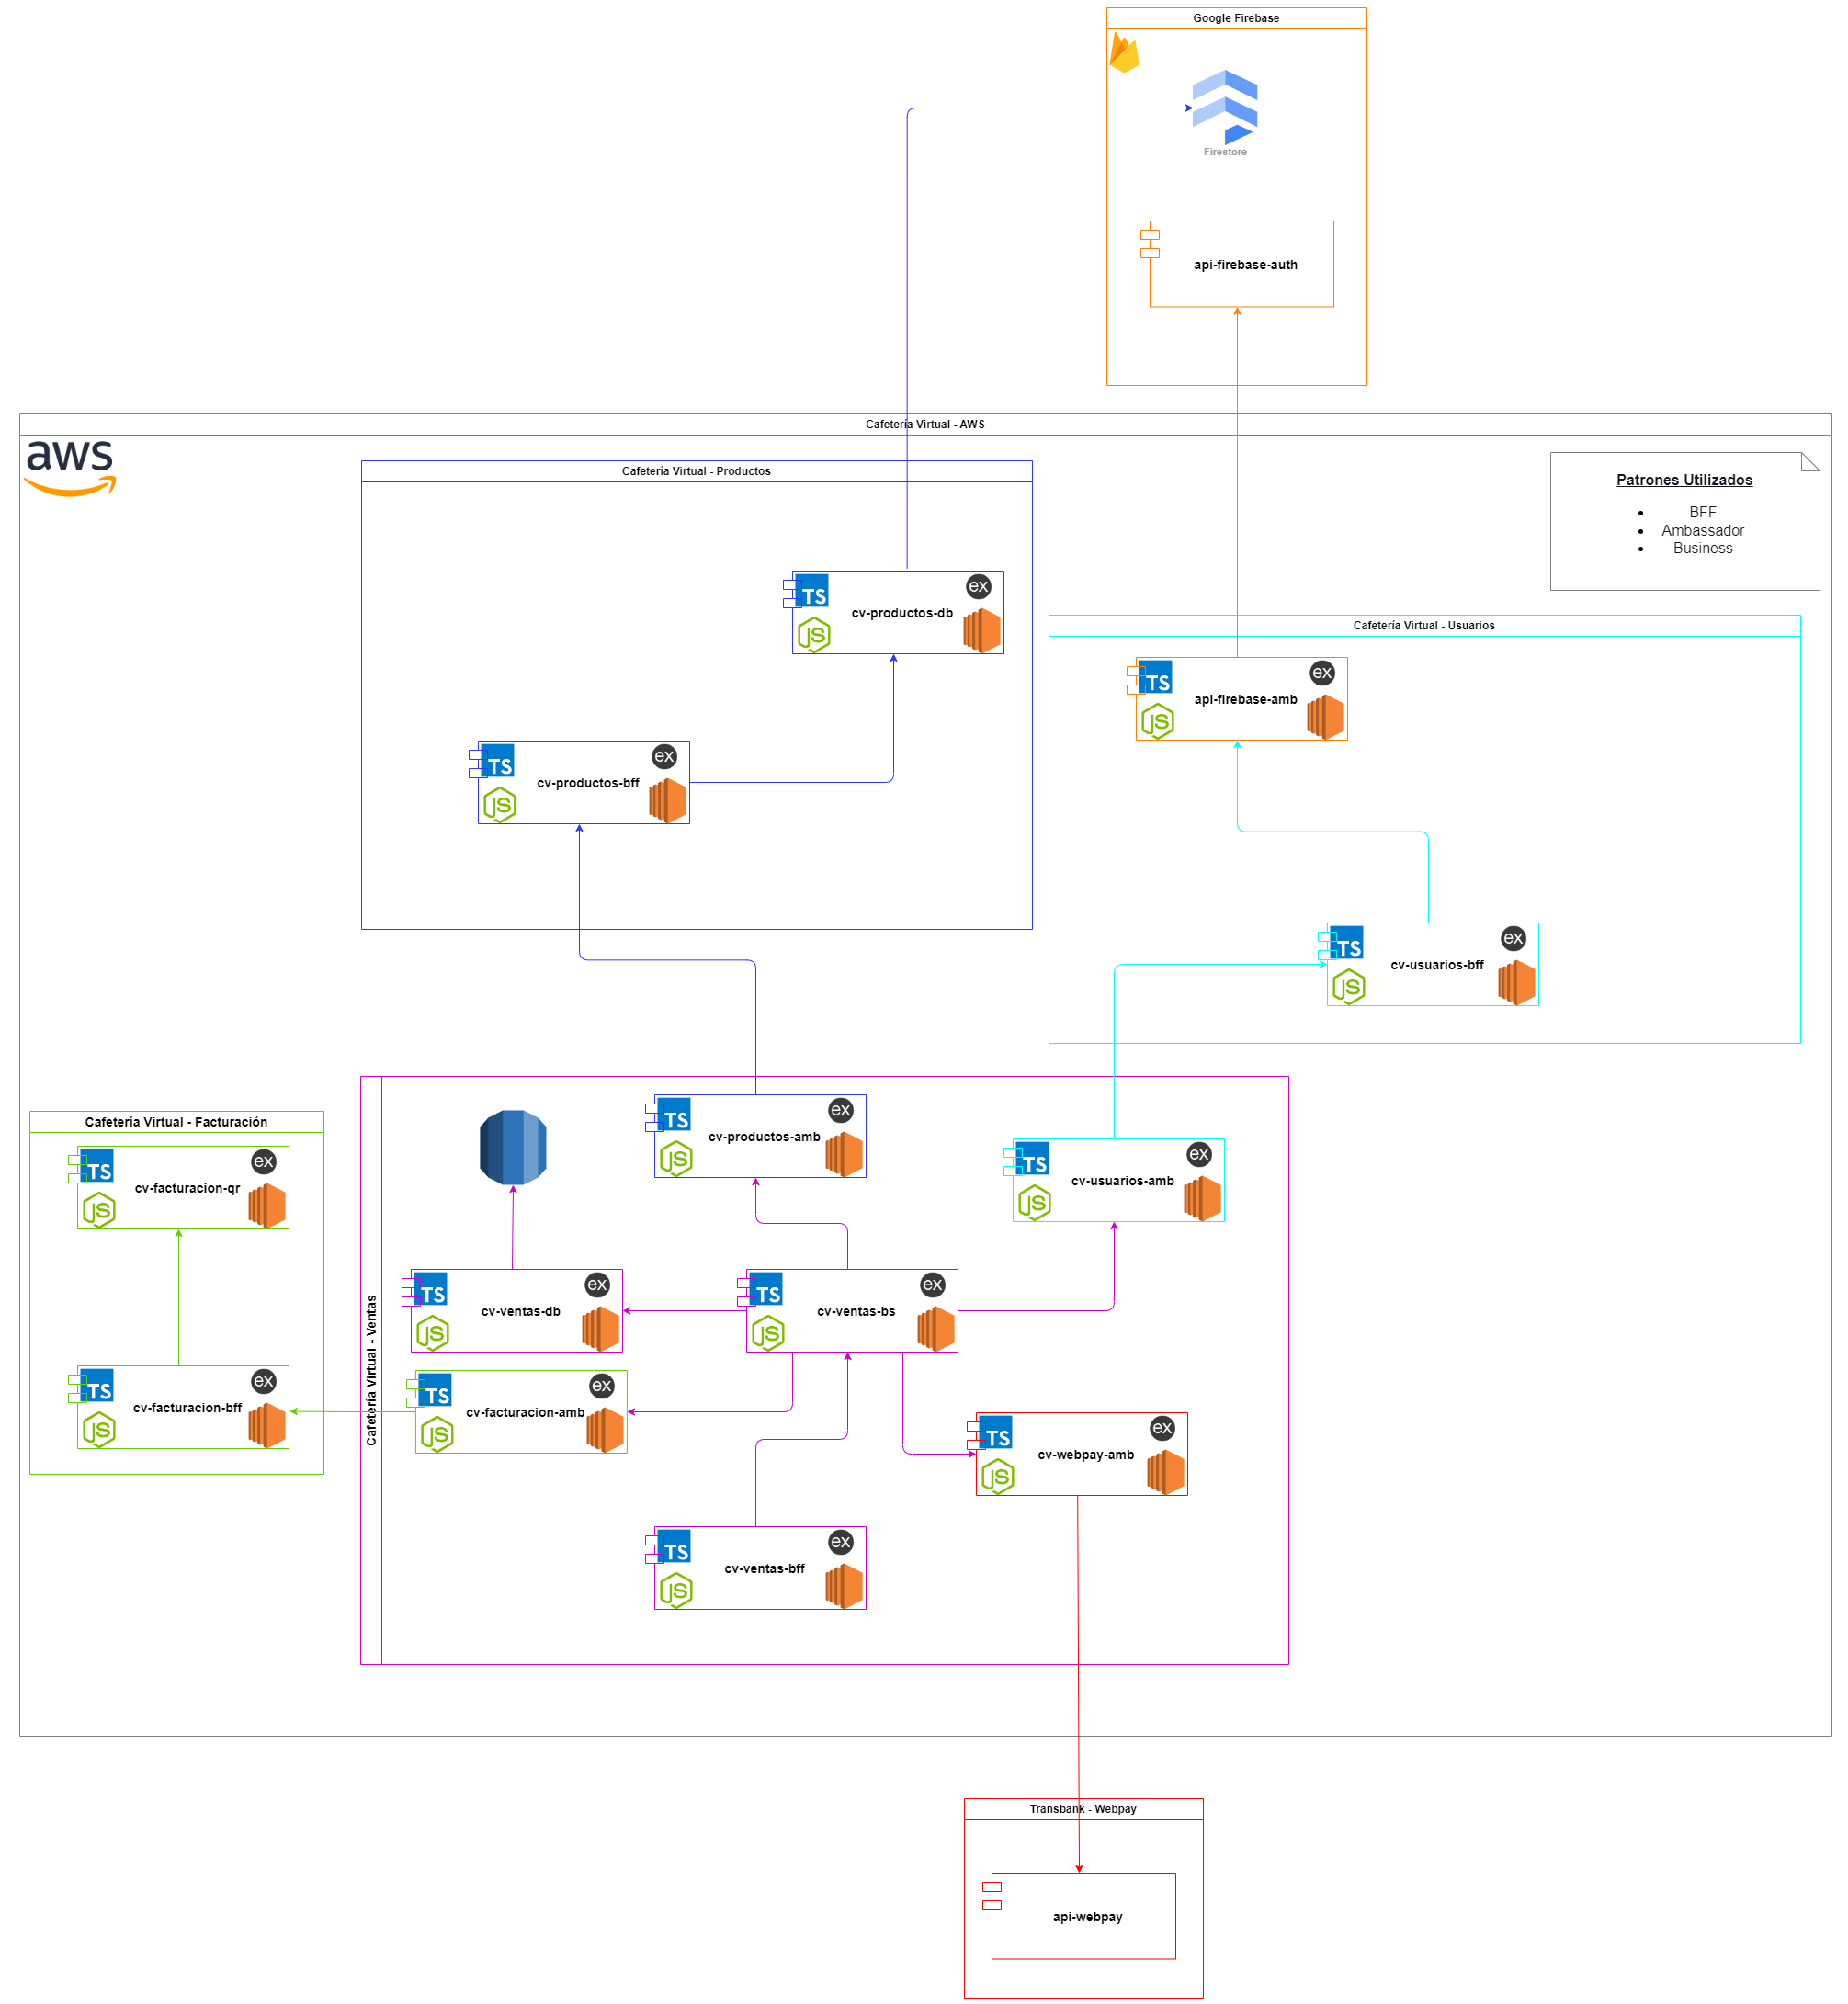 Google Firebase
Firestore
api-firebase-auth
Cafetería Virtual - AWS
aws
Cafetería Virtual - Productos
Patrones Utilizados
BFF
Ambassador
Business
TS
ex
cv-productos-db
JS
Cafetería Virtual - Usuarios
TS
ex
api-firebase-amb
JS
TS
ex
cv-productos-bff
JS
TS
ex
cv-usuarios-bff
JS
Cafetería Virtual - Ventas
TS
ex
cv-productos-amb
JS
Cafetería Virtual - Facturación
TS
ex
cv-facturacion-qr
JS
TS
ex
cv-usuarios-amb
JS
TS
ex
cv-ventas-db
JS
TS
ex
cv-ventas-bs
JS
TS
ex
cv-facturacion-bff
JS
TS
ex
cv-facturacion-amb
JS
TS
ex
cv-webpay-amb
JS
TS
ex
cv-ventas-bff
JS
Transbank - Webpay
api-webpay